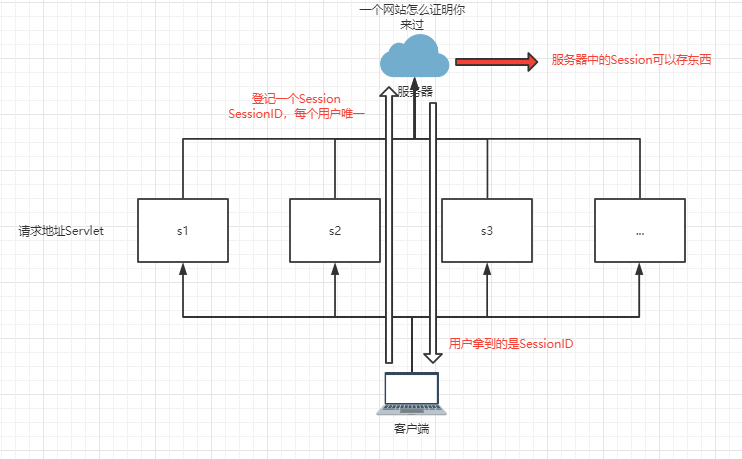 一个网站怎么证明你
来过
服务器中的Session可以存东西
服务器
登记一个Session
SessionID，每个用户唯一
请求地址Servlet
s1
s2
s3
...
用户拿到的是SessionID
客户端